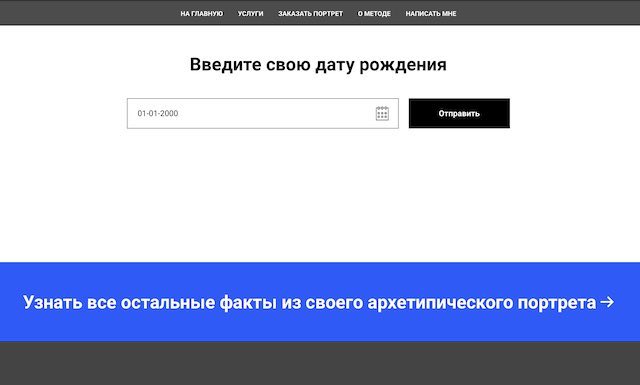 НА ГЛАВНУЮ УСЛУГИ ЗАКАЗАТЬ ПОРТРЕТ О МЕТОДЕ НАПИСАТЬ МНЕ
Введите свою дату рождения
01-01-2000 Отправить
Узнать все остальные факты из своего архетипического портрета →